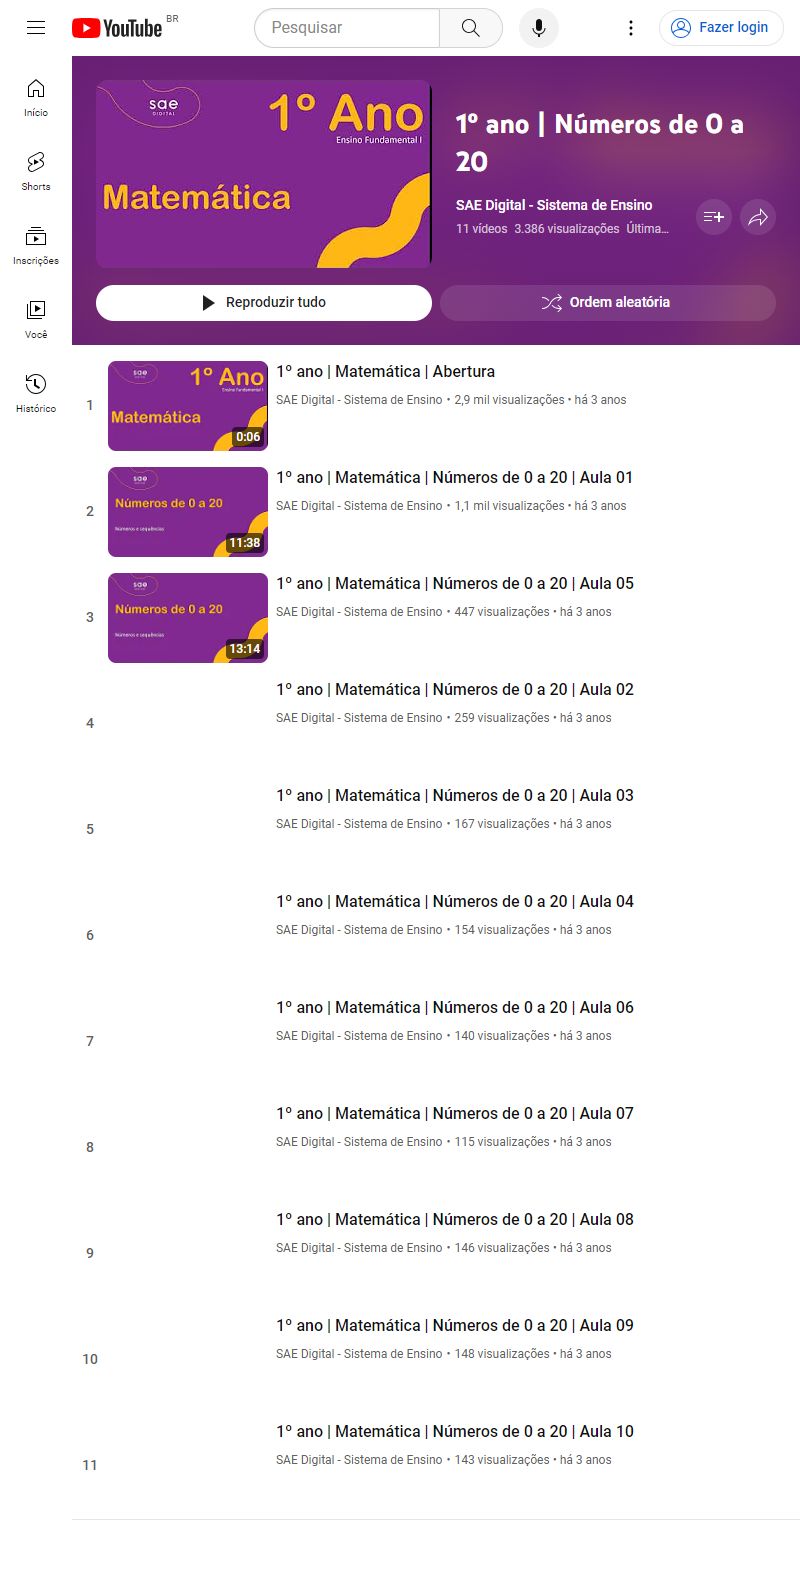 YouTube BR
Pesquisar
Fazer login
Início
Shorts
Inscrições
Você
Histórico
sae
DIGITAL
1º Ano
Ensino Fundamental I
Matemática
1º ano | Números de 0 a
20
SAE Digital - Sistema de Ensino
11 vídeos 3.386 visualizações Última...
Reproduzir tudo
Ordem aleatória
1
sae
1º Ano
Ensino Fundamental I
Matemática
0:06
1º ano | Matemática | Abertura
SAE Digital - Sistema de Ensino • 2,9 mil visualizações • há 3 anos
2
sae
Números de 0 a 20
Números e sequências
11:38
1º ano | Matemática | Números de 0 a 20 | Aula 01
SAE Digital - Sistema de Ensino • 1,1 mil visualizações • há 3 anos
3
sae
Números de 0 a 20
Números e sequências
13:14
1º ano | Matemática | Números de 0 a 20 | Aula 05
SAE Digital - Sistema de Ensino • 447 visualizações • há 3 anos
4
1º ano | Matemática | Números de 0 a 20 | Aula 02
SAE Digital - Sistema de Ensino • 259 visualizações • há 3 anos
5
1º ano | Matemática | Números de 0 a 20 | Aula 03
SAE Digital - Sistema de Ensino • 167 visualizações • há 3 anos
6
1º ano | Matemática | Números de 0 a 20 | Aula 04
SAE Digital - Sistema de Ensino • 154 visualizações • há 3 anos
7
1º ano | Matemática | Números de 0 a 20 | Aula 06
SAE Digital - Sistema de Ensino • 140 visualizações • há 3 anos
8
1º ano | Matemática | Números de 0 a 20 | Aula 07
SAE Digital - Sistema de Ensino • 115 visualizações • há 3 anos
9
1º ano | Matemática | Números de 0 a 20 | Aula 08
SAE Digital - Sistema de Ensino • 146 visualizações • há 3 anos
10
1º ano | Matemática | Números de 0 a 20 | Aula 09
SAE Digital - Sistema de Ensino • 148 visualizações • há 3 anos
11
1º ano | Matemática | Números de 0 a 20 | Aula 10
SAE Digital - Sistema de Ensino • 143 visualizações • há 3 anos